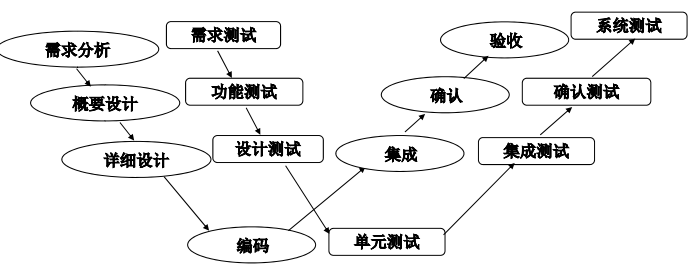 需求分析
需求测试
验收
系统测试
概要设计
功能测试
确认
确认测试
详细设计
设计测试
集成
集成测试
编码
单元测试